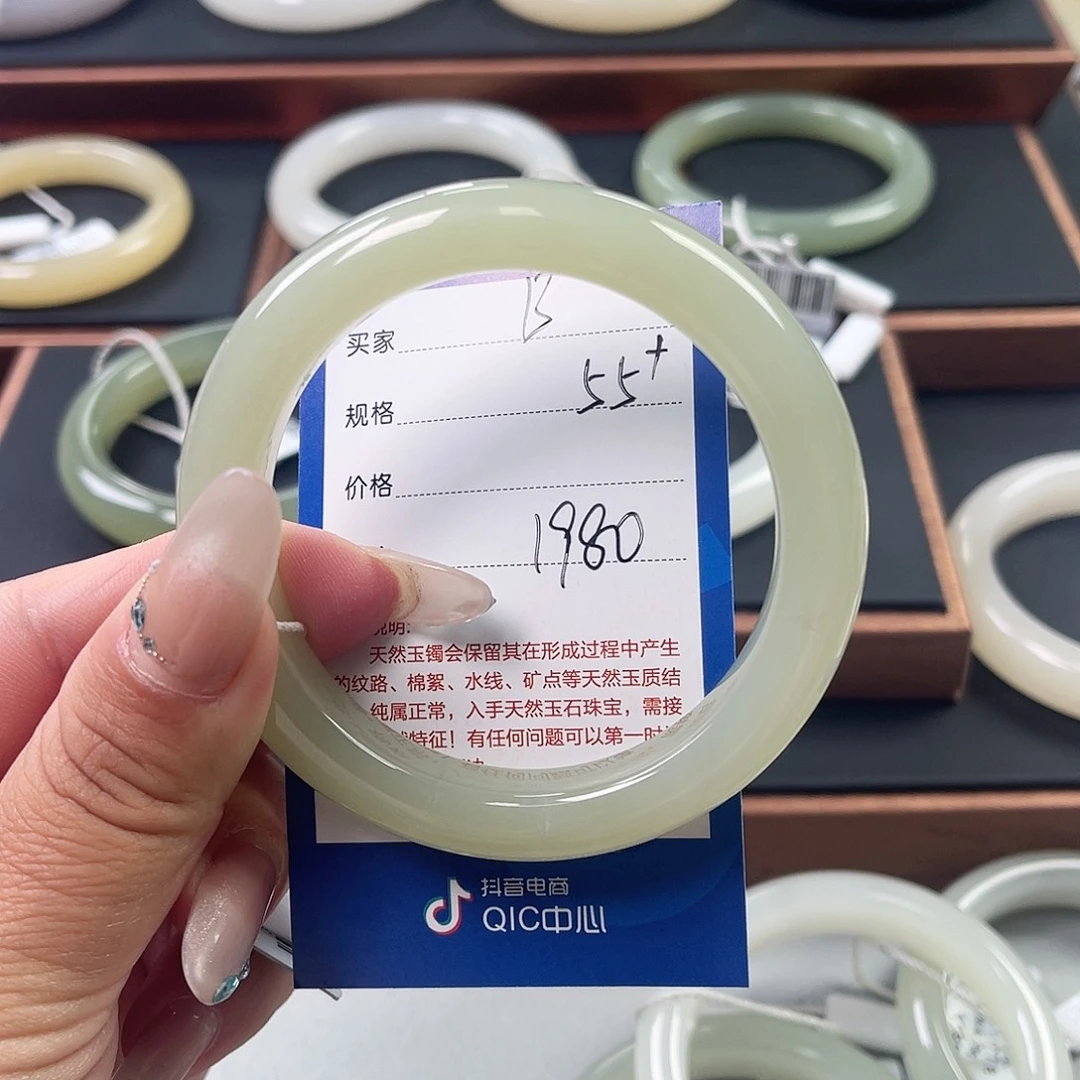 买家 B
规格 55+
价格
1980
说明:
天然玉镯会保留其在形成过程中产生
的纹路、棉絮、水线、矿点等天然玉质结
纯属正常，入手天然玉石珠宝，需接
特征！有任何问题可以第一时
抖音电商
QIC中心